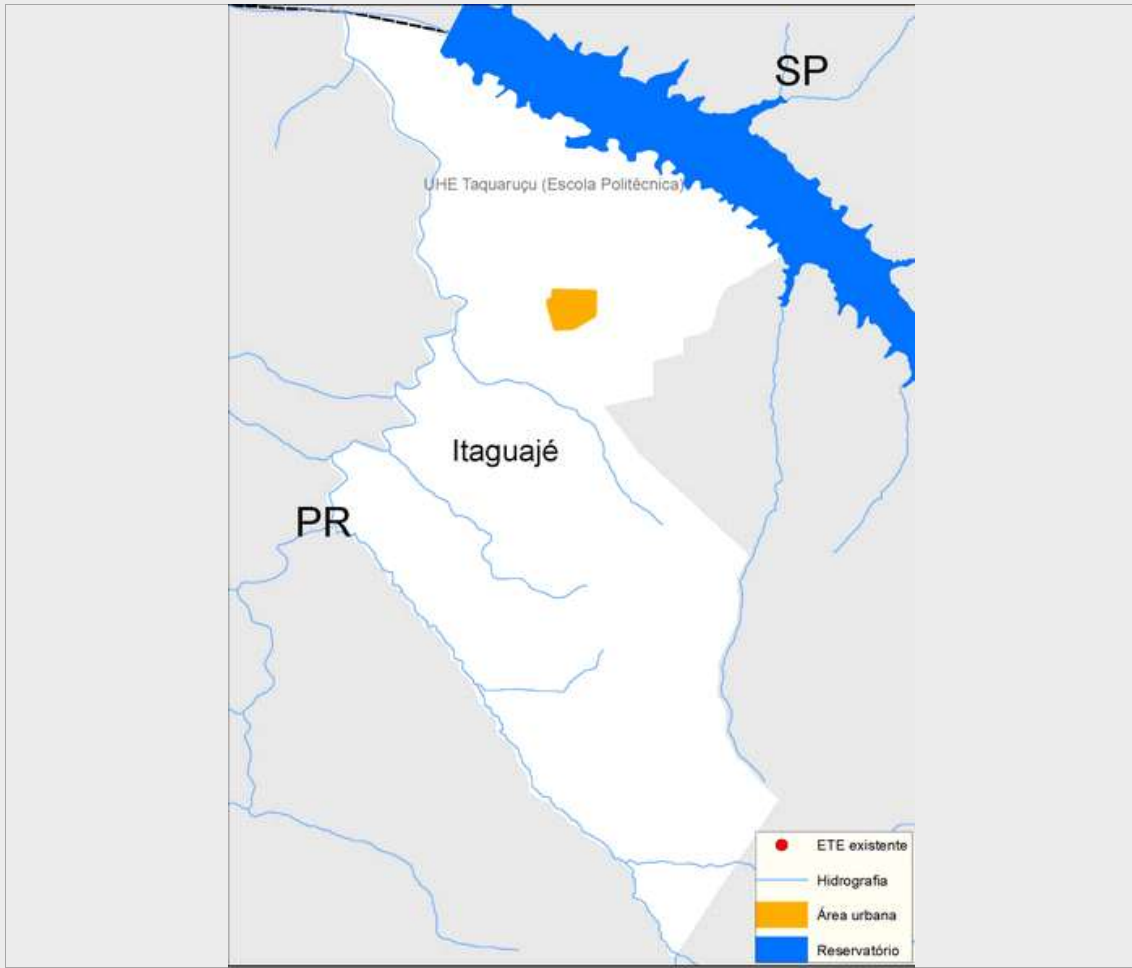 SP
UHE Taquaruçu (Escola Politécnica)
Itaguajé
PR
ETE existente
Hidrografia
Área urbana
Reservatório